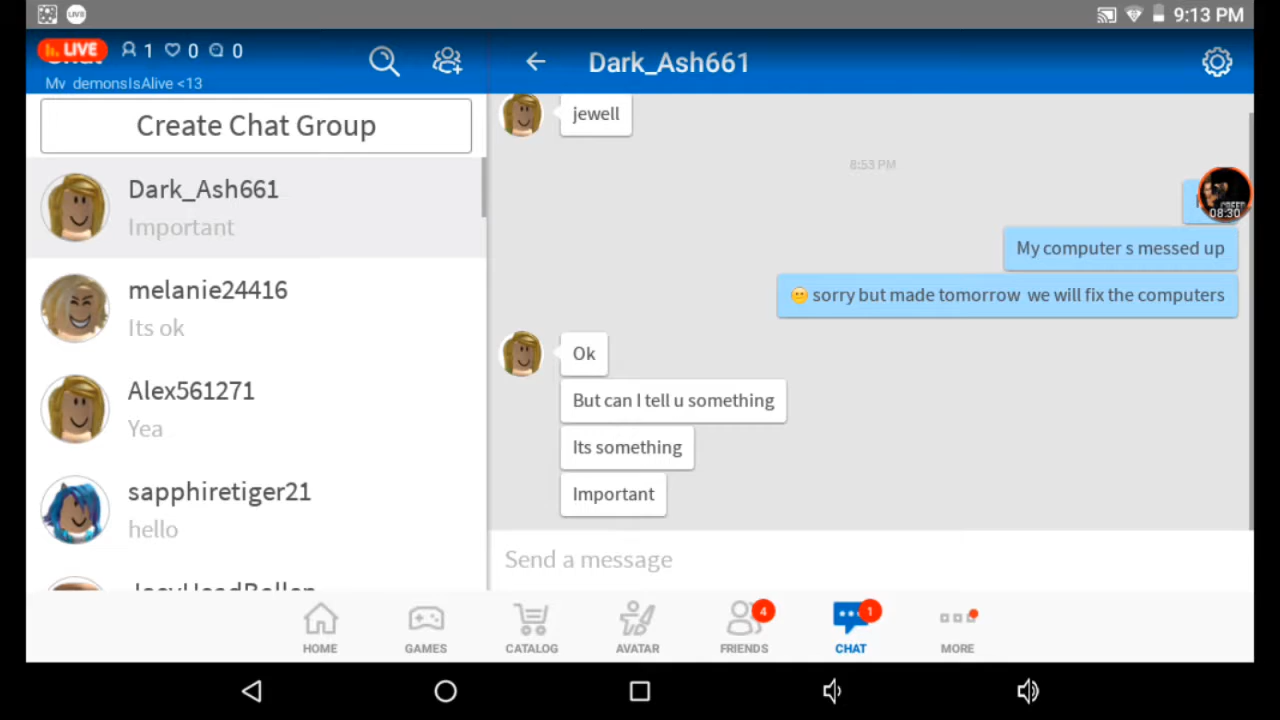 LIVE
9:13 PM
LIVE 1 0 0
My_demonsIsAlive <13
Dark_Ash661
Create Chat Group
Dark_Ash661
Important
melanie24416
Its ok
Alex561271
Yea
sapphiretiger21
hello
jewell
8:53 PM
08:30
My computer s messed up
sorry but made tomorrow we will fix the computers
Ok
But can I tell u something
Its something
Important
Send a message
HOME
GAMES
CATALOG
AVATAR
4
FRIENDS
1
CHAT
MORE